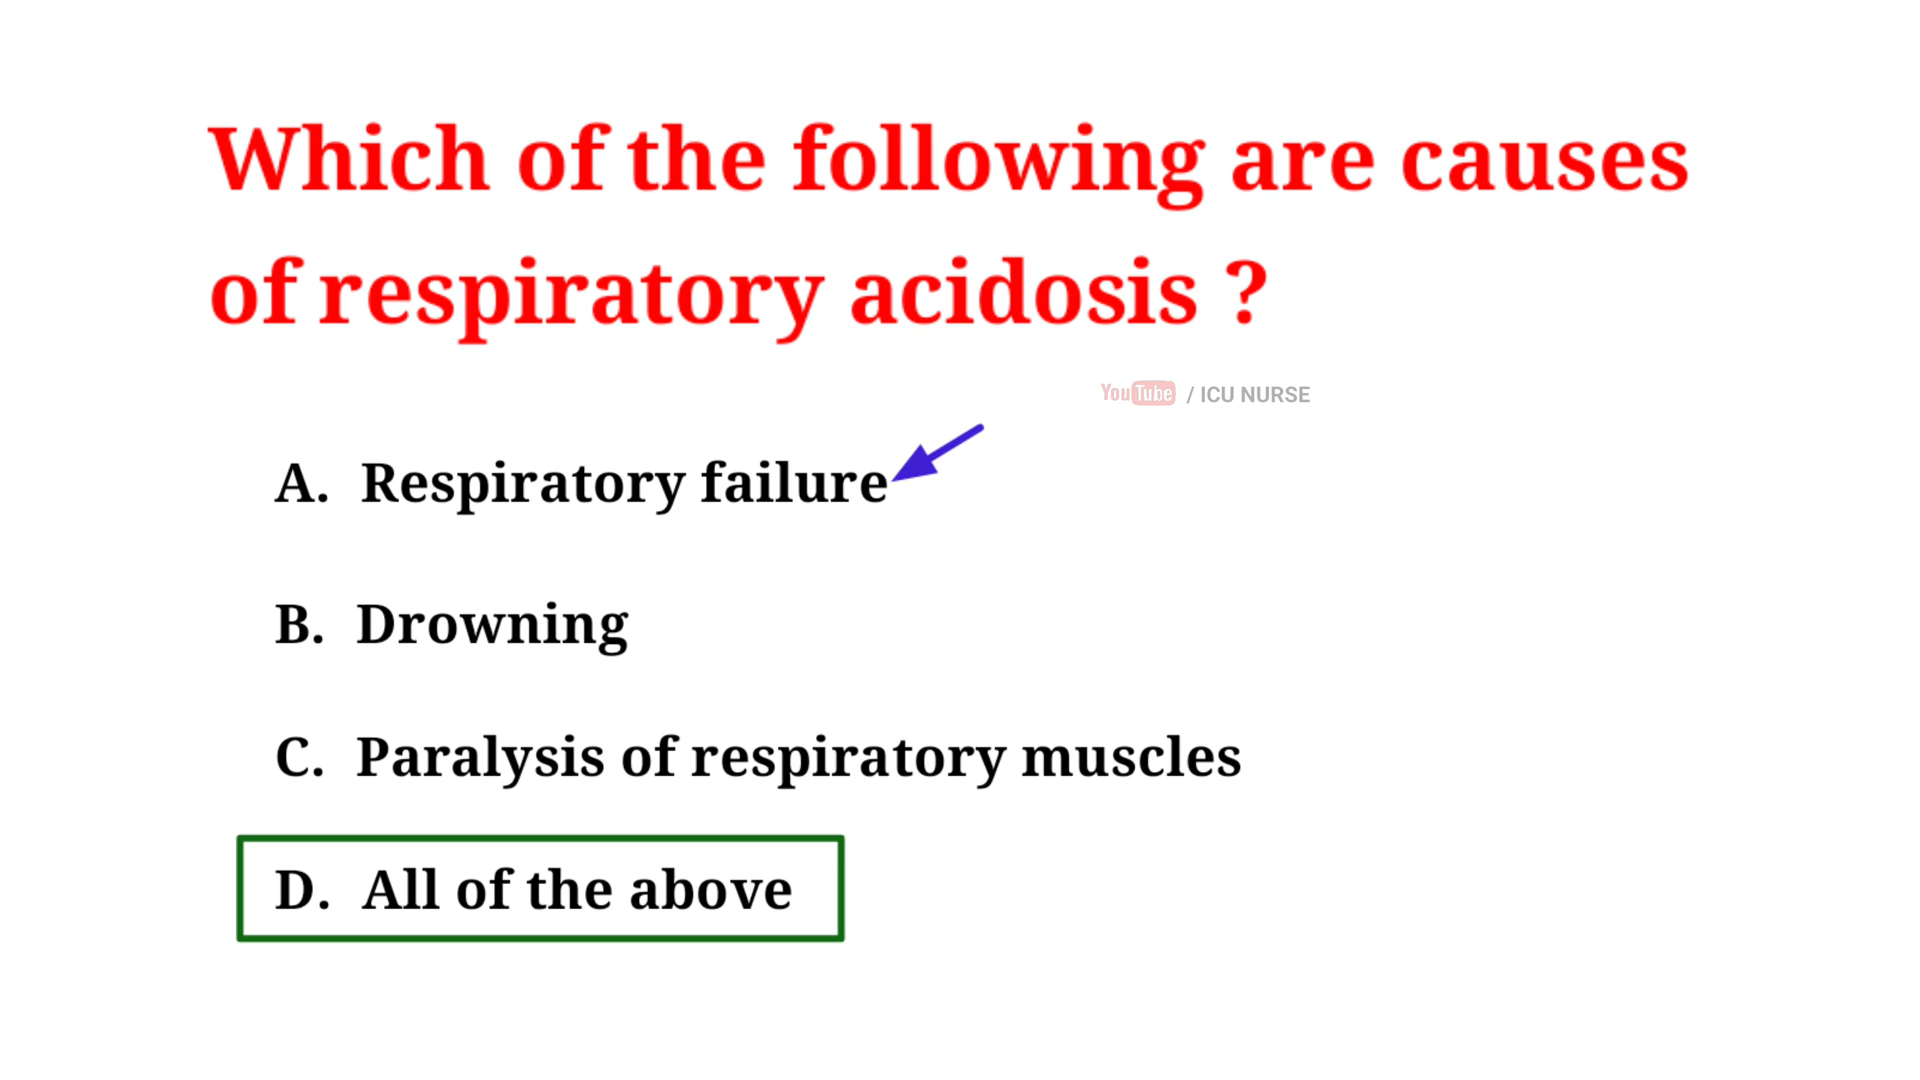 Which of the following are causes
of respiratory acidosis ?
YouTube / ICU NURSE
A. Respiratory failure
B. Drowning
C. Paralysis of respiratory muscles
D. All of the above